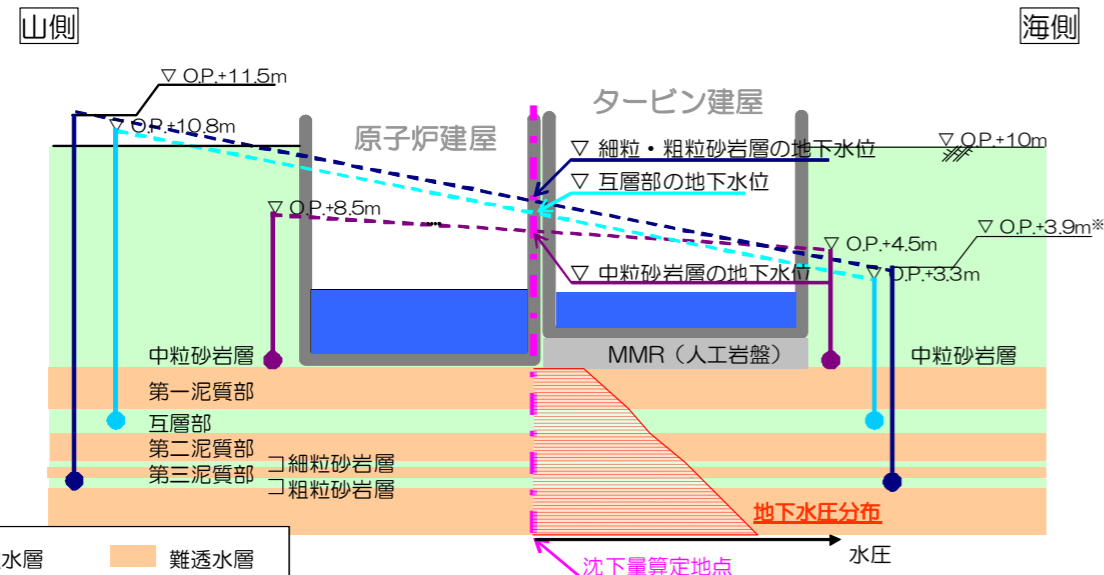 山側
海側
▽ O.P.+11.5m
▽ O.P.+10.8m
原子炉建屋
タービン建屋
▽ O.P.+10m
▽ 細粒・粗粒砂岩層の地下水位
▽ 互層部の地下水位
▽ O.P.+8.5m
▽ O.P.+3.9m※
▽ O.P.+4.5m
▽ 中粒砂岩層の地下水位
▽ O.P.+3.3m
中粒砂岩層
MMR（人工岩盤）
中粒砂岩層
第一泥質部
互層部
第二泥質部
細粒砂岩層
第三泥質部
粗粒砂岩層
地下水圧分布
水層
難透水層
水圧
沈下量算定地点